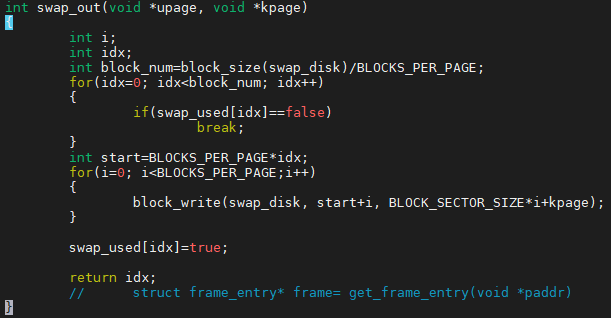 int swap_out(void *upage, void *kpage)
{
        int i;
        int idx;
        int block_num=block_size(swap_disk)/BLOCKS_PER_PAGE;
        for(idx=0; idx<block_num; idx++)
        {
                if(swap_used[idx]==false)
                        break;
        }
        int start=BLOCKS_PER_PAGE*idx;
        for(i=0; i<BLOCKS_PER_PAGE;i++)
        {
                block_write(swap_disk, start+i, BLOCK_SECTOR_SIZE*i+kpage);
        }

        swap_used[idx]=true;

        return idx;
        //      struct frame_entry* frame= get_frame_entry(void *paddr)
}